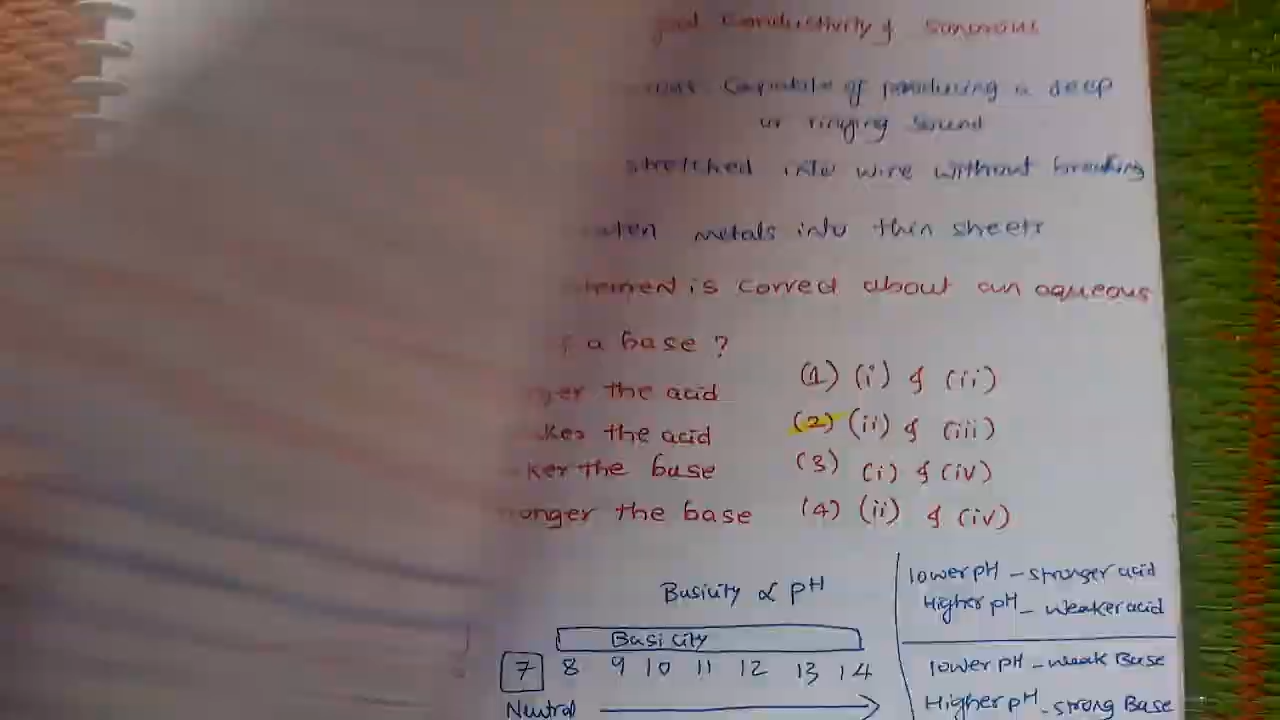 Conductivity & sonorous
Capable of producing a deep
or ringing sound
stretched into wire without breaking
metals into thin sheets
is correct about an aqueous
a base ?
the acid (1) (i) & (iii)
the acid (2) (ii) & (iii)
the base (3) (i) & (iv)
the base (4) (ii) & (iv)
Basicity ∝ pH
Basicity
7 8 9 10 11 12 13 14
Neutral
lower pH - stronger acid
Higher pH - weaker acid
lower pH - weak Base
Higher pH - strong Base